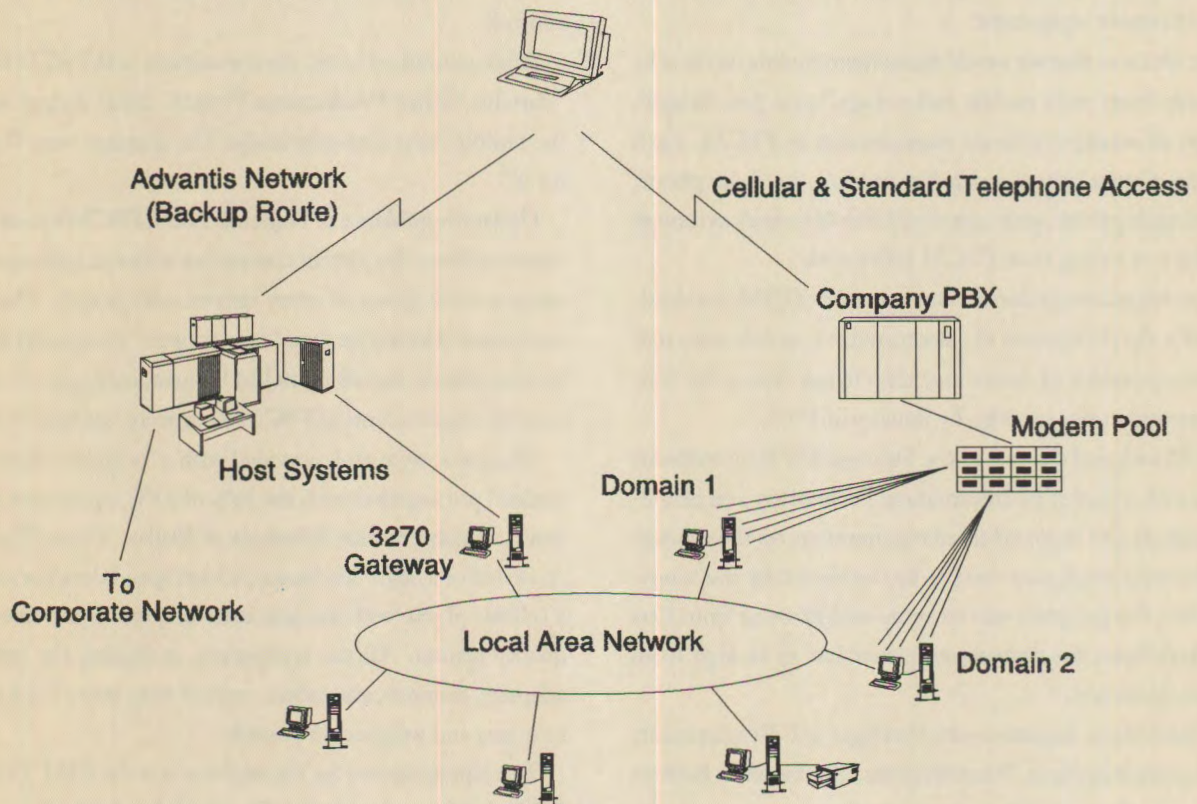 Advantis Network
(Backup Route)
Cellular & Standard Telephone Access
Company PBX
Modem Pool
Host Systems
Domain 1
3270
Gateway
To
Corporate Network
Local Area Network
Domain 2